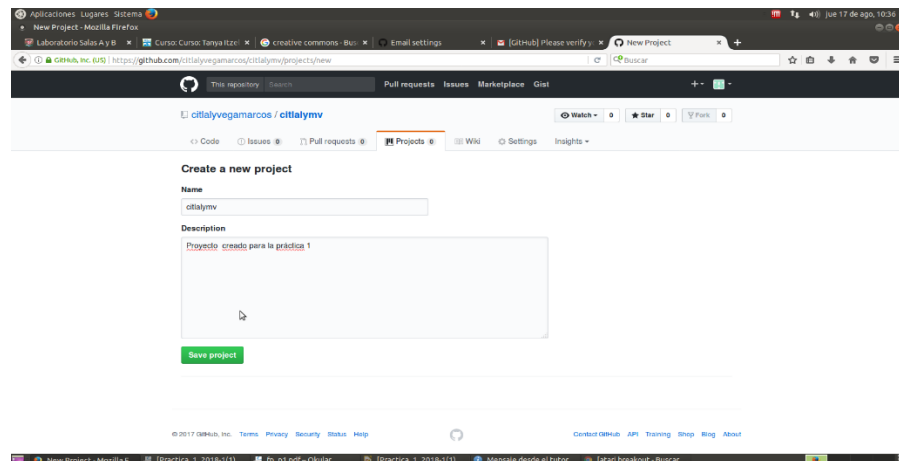 Aplicaciones Lugares Sistema
jue 17 de ago, 10:36
New Project - Mozilla Firefox
Laboratorio Salas A y B
Curso: Curso: Tanya Itzel
creative commons - Bus
Email settings
[GitHub] Please verify y
New Project
GitHub, Inc. (US) https://github.com/citlalyvegamarcos/citlalymv/projects/new
Buscar
This repository Search Pull requests Issues Marketplace Gist
citlalyvegamarcos / citlalymv
Watch 0 Star 0 Fork 0
Code Issues 0 Pull requests 0 Projects 0 Wiki Settings Insights
Create a new project
Name
citlalymv
Description
Proyecto creado para la práctica 1
Save project
© 2017 GitHub, Inc. Terms Privacy Security Status Help
Contact GitHub API Training Shop Blog About
New Project - Mozilla F
[Practica_1_2018-1(1)
fp_p1.pdf – Okular
[Practica_1_2018-1(1)
Mensaje desde el tutor
[atari breakout - Buscar